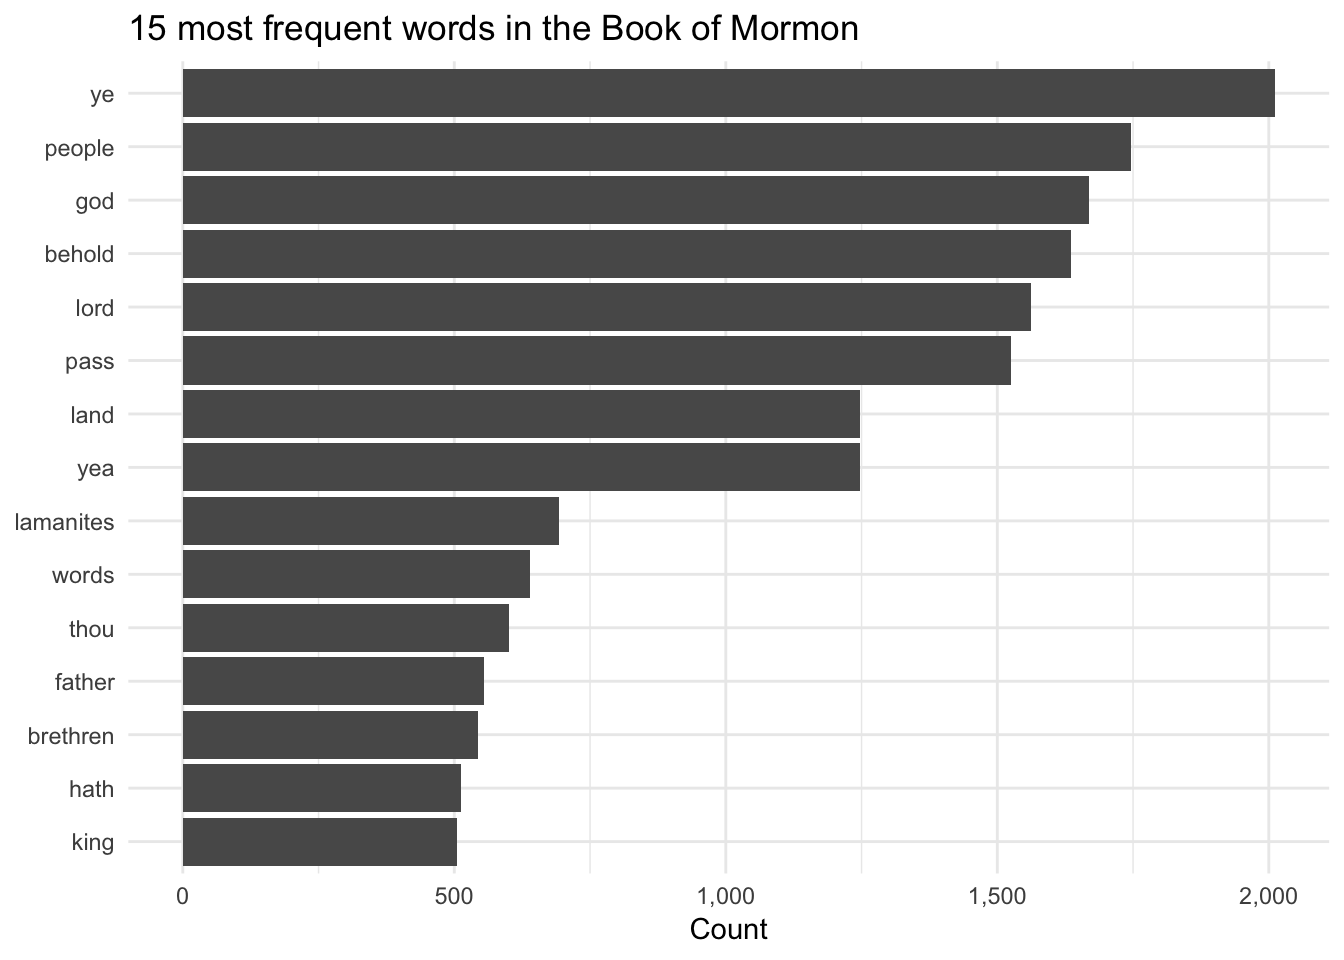 15 most frequent words in the Book of Mormon
ye
people
god
behold
lord
pass
land
yea
lamanites
words
thou
father
brethren
hath
king
0 500 1,000 1,500 2,000
Count